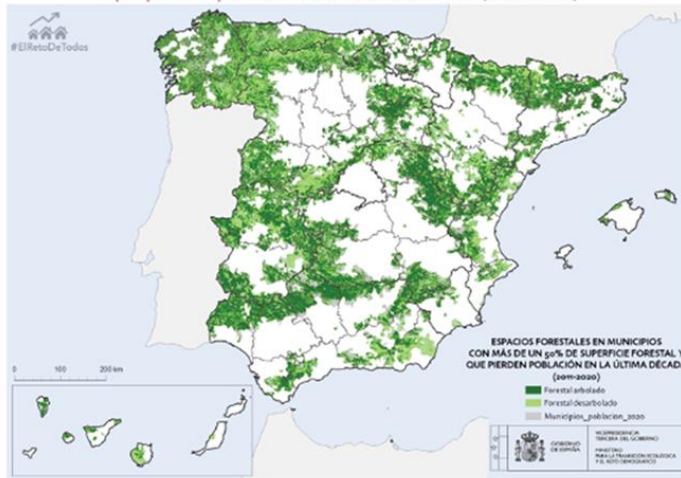 #ElRetoDeTodos
ESPACIOS FORESTALES EN MUNICIPIOS
CON MÁS DE UN 50% DE SUPERFICIE FORESTAL Y
QUE PIERDEN POBLACIÓN EN LA ÚLTIMA DÉCADA
(2011-2020)
Forestal arbolado
Forestal desarbolado
Municipios_poblacion_2020
0 100 200 km
GOBIERNO
DE ESPAÑA
VICEPRESIDENCIA
TERCERA DEL GOBIERNO
MINISTERIO
PARA LA TRANSICIÓN ECOLÓGICA
Y EL RETO DEMOGRÁFICO